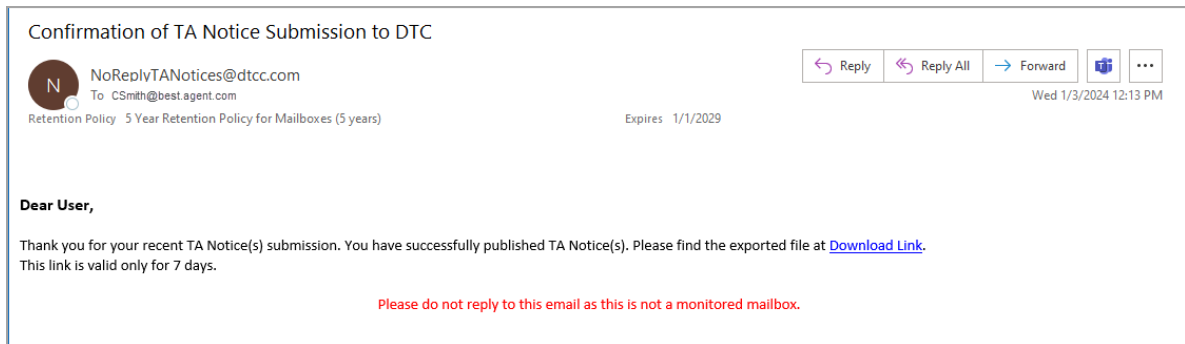 Confirmation of TA Notice Submission to DTC
N
NoReplyTANotices@dtcc.com
Reply
Reply All
Forward
To CSmith@best.agent.com
Wed 1/3/2024 12:13 PM
Retention Policy 5 Year Retention Policy for Mailboxes (5 years)
Expires 1/1/2029
Dear User,
Thank you for your recent TA Notice(s) submission. You have successfully published TA Notice(s). Please find the exported file at Download Link.
This link is valid only for 7 days.
Please do not reply to this email as this is not a monitored mailbox.